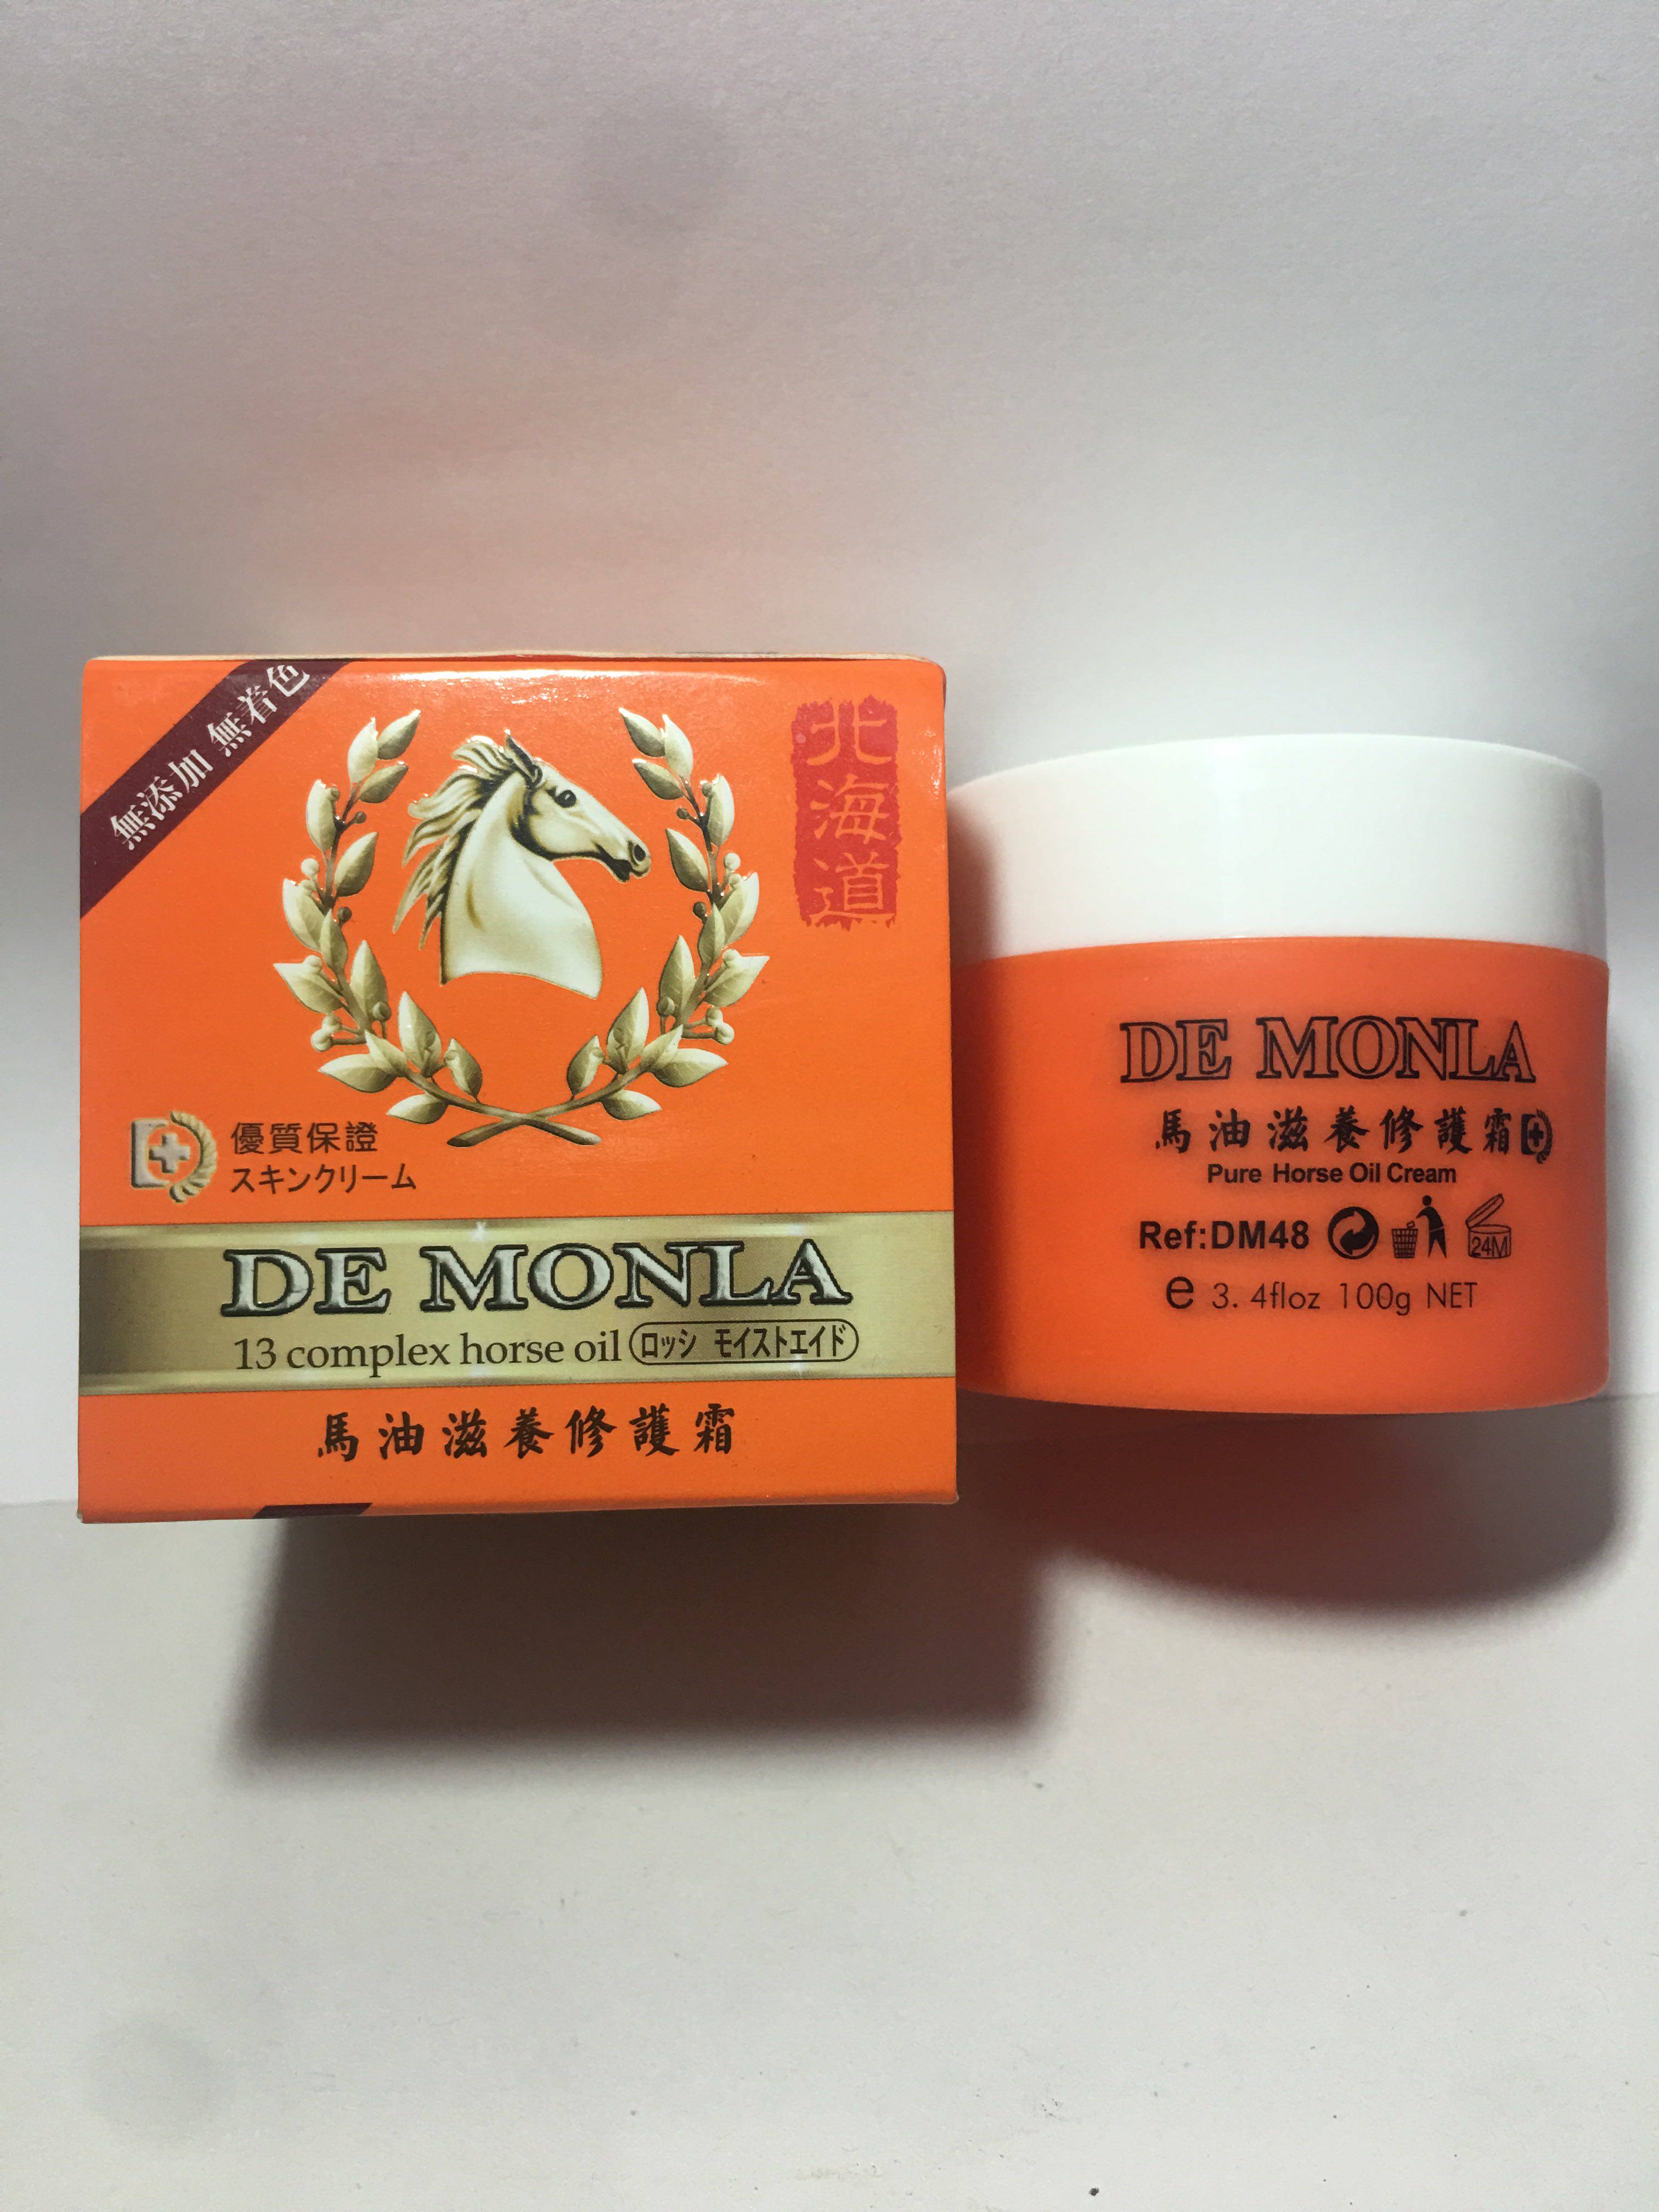 無添加 無着色
北海道
優質保證
スキンクリーム
DE MONLA
13 complex horse oil ロッシ モイストエイド
馬油滋養修護霜
DE MONLA
馬油滋養修護霜
Pure Horse Oil Cream
Ref:DM48 24M
e 3. 4floz 100g NET